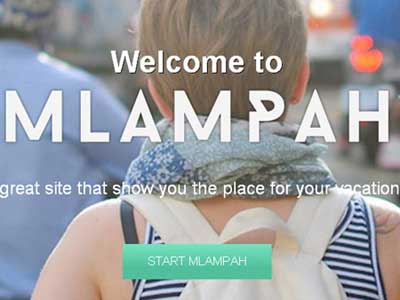 Welcome to
MLAMPAH
great site that show you the place for your vacation
START MLAMPAH